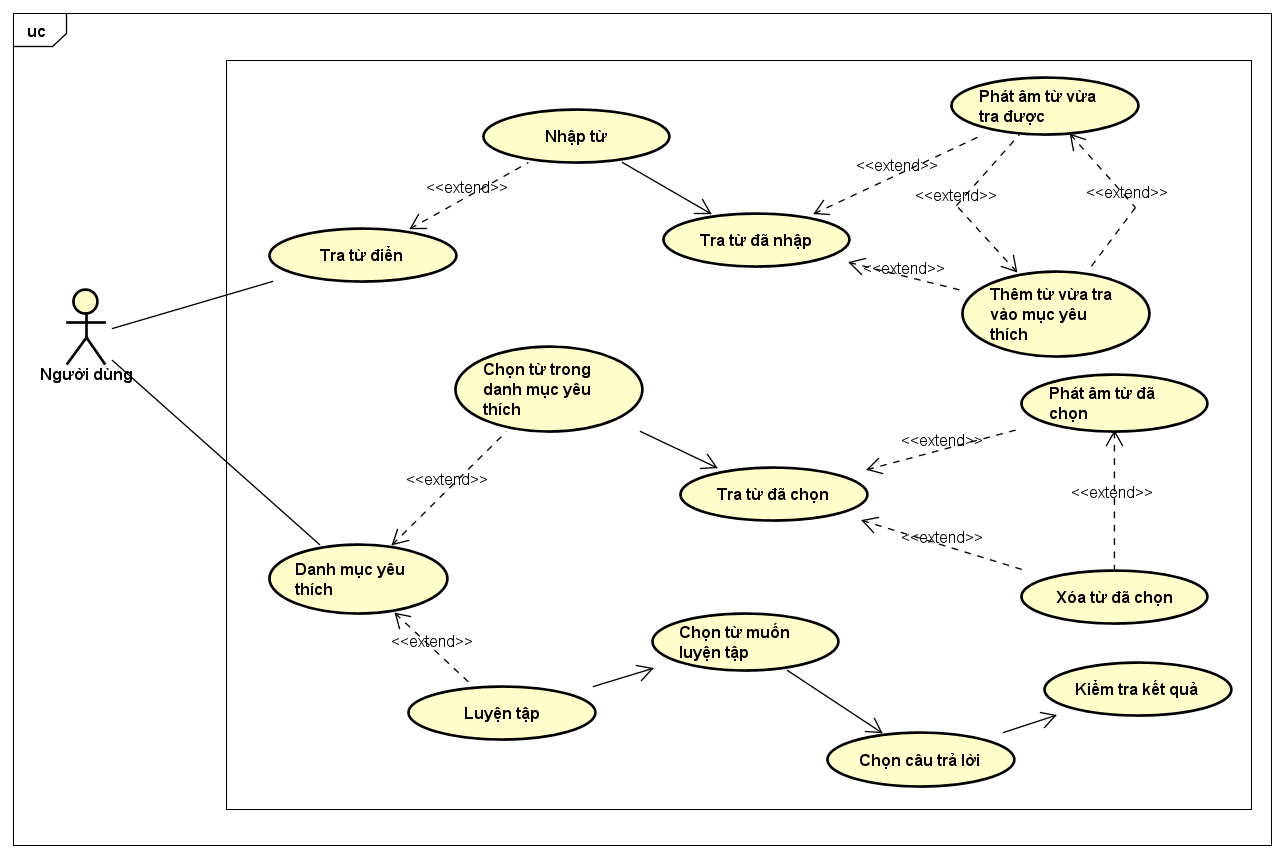 uc
Phát âm từ vừa
tra được
Nhập từ
<<extend>>
<<extend>>
<<extend>>
<<extend>>
Tra từ điển
Tra từ đã nhập
<<extend>>
Thêm từ vừa tra
vào mục yêu
thích
Người dùng
Chọn từ trong
danh mục yêu
thích
Phát âm từ đã
chọn
<<extend>>
<<extend>>
Tra từ đã chọn
<<extend>>
<<extend>>
Danh mục yêu
thích
Xóa từ đã chọn
<<extend>>
Chọn từ muốn
luyện tập
Luyện tập
Kiểm tra kết quả
Chọn câu trả lời